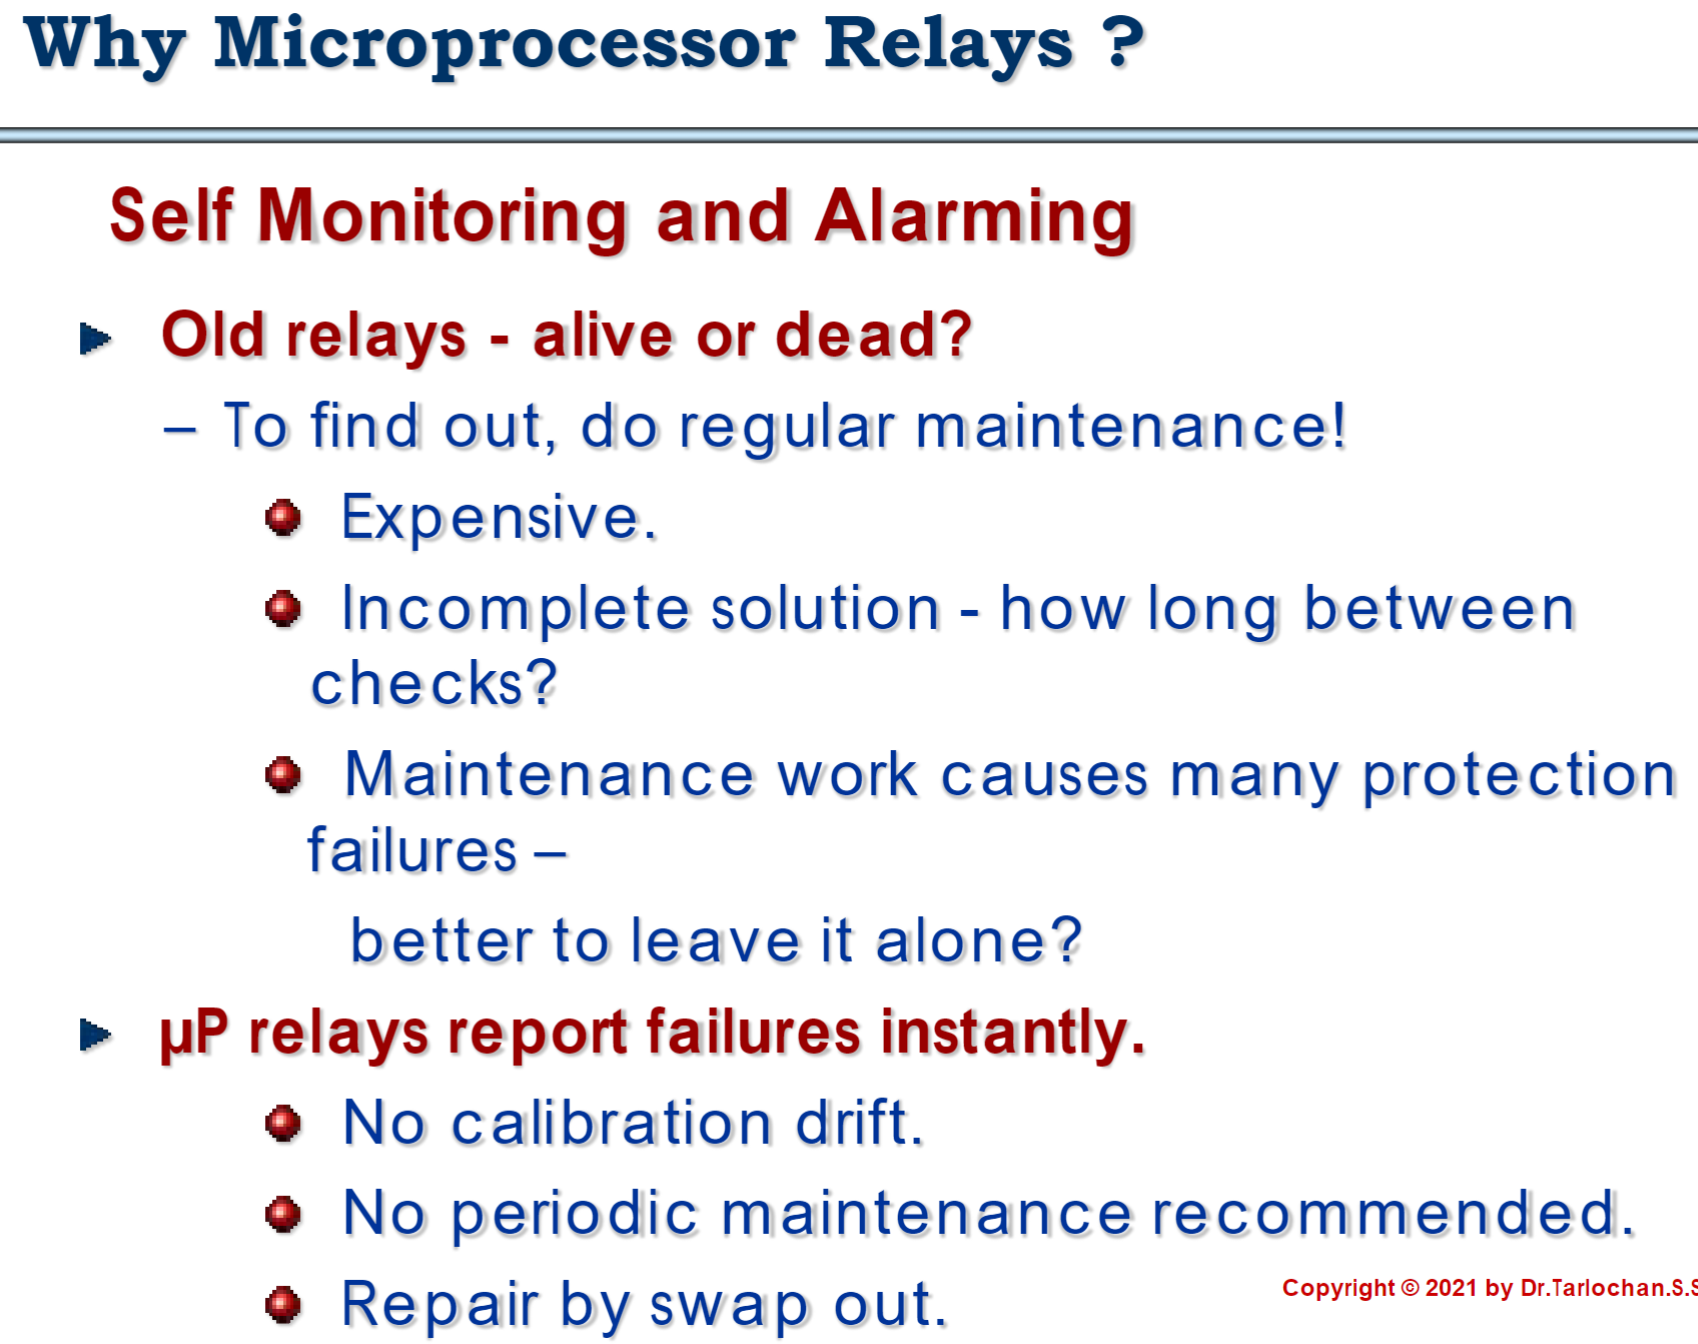 Why Microprocessor Relays ?
Self Monitoring and Alarming
Old relays - alive or dead?
– To find out, do regular maintenance!
Expensive.
Incomplete solution - how long between
checks?
Maintenance work causes many protection
failures –
better to leave it alone?
µP relays report failures instantly.
No calibration drift.
No periodic maintenance recommended.
Repair by swap out.
Copyright © 2021 by Dr.Tarlochan.S.S